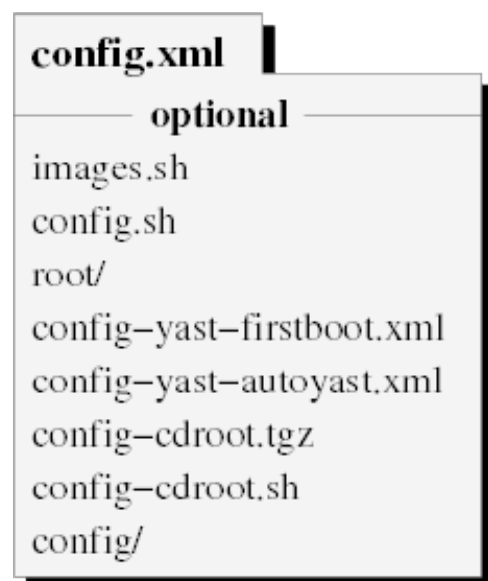 config.xml
optional
images.sh
config.sh
root/
config-yast-firstboot.xml
config-yast-autoyast.xml
config-cdroot.tgz
config-cdroot.sh
config/